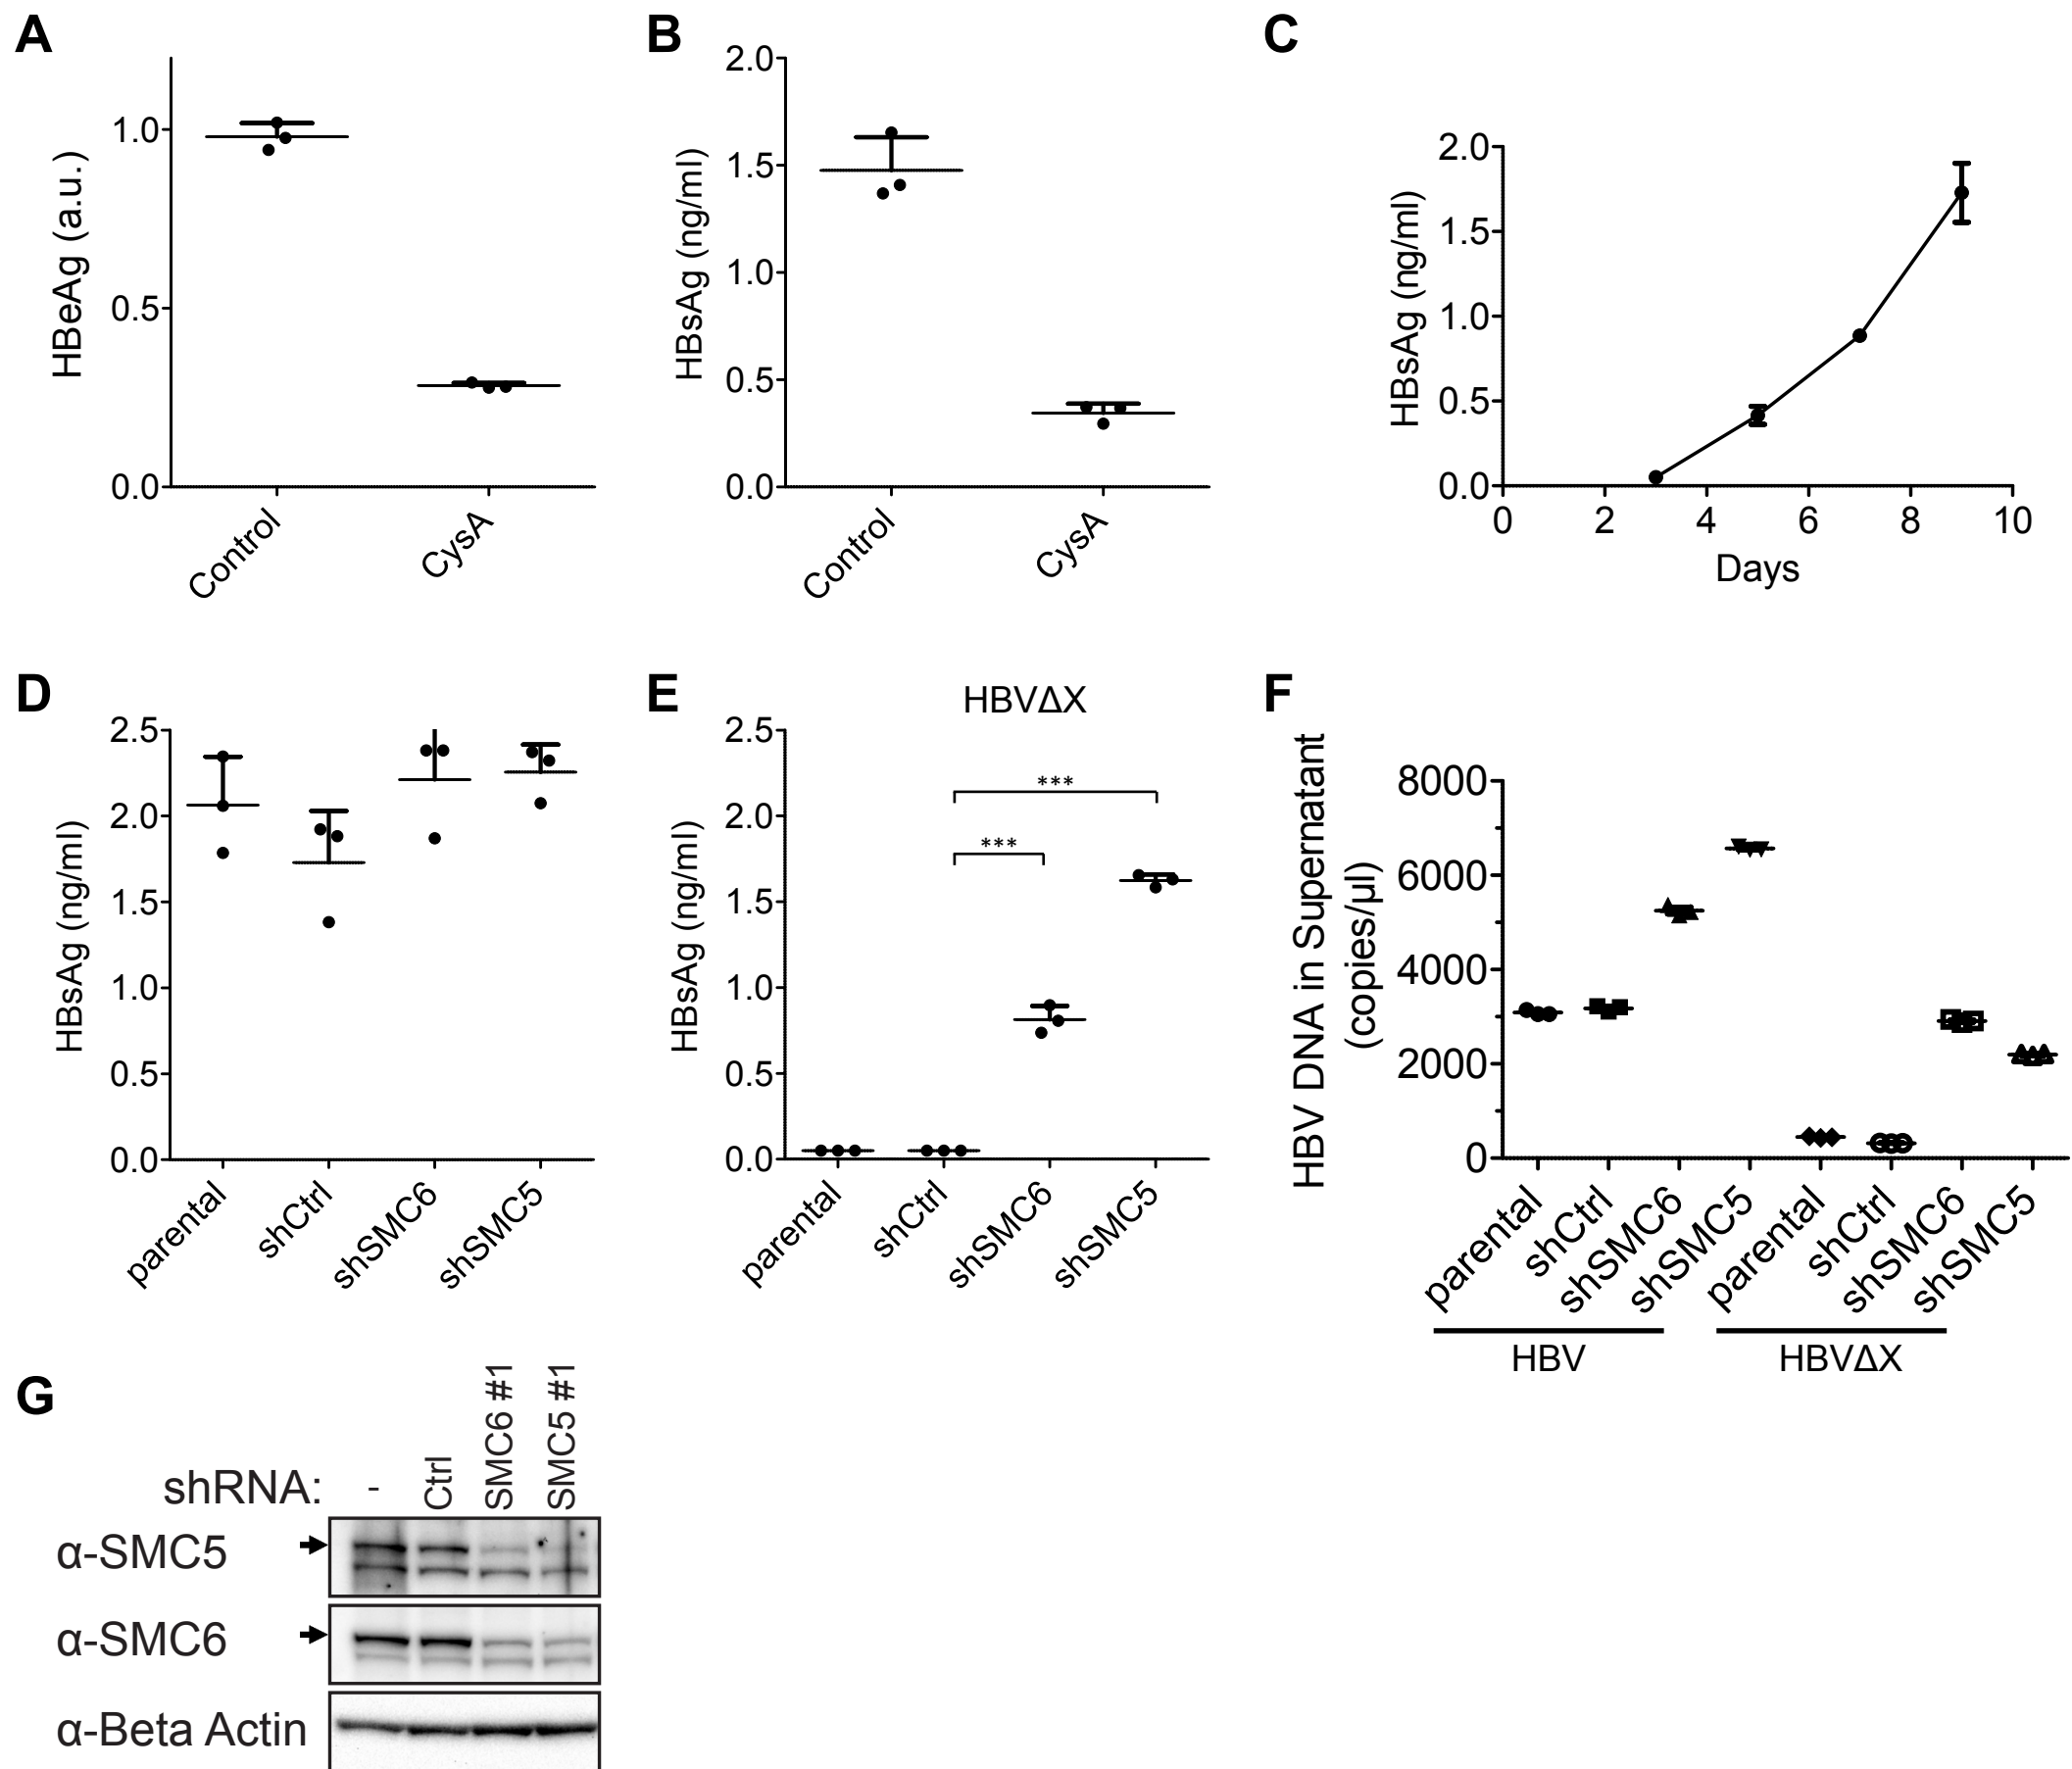 A
HBeAg (a.u.)
1.0
0.5
0.0
Control
CysA
B
HBsAg (ng/ml)
2.0
1.5
1.0
0.5
0.0
Control
CysA
C
HBsAg (ng/ml)
2.0
1.5
1.0
0.5
0.0
0 2 4 6 8 10
Days
D
HBsAg (ng/ml)
2.5
2.0
1.5
1.0
0.5
0.0
parental
shCtrl
shSMC6
shSMC5
E
HBVΔX
HBsAg (ng/ml)
2.5
2.0
1.5
1.0
0.5
0.0
***
***
parental
shCtrl
shSMC6
shSMC5
F
HBV DNA in Supernatant
(copies/µl)
8000
6000
4000
2000
0
parental
shCtrl
shSMC6
shSMC5
parental
shCtrl
shSMC6
shSMC5
HBV
HBVΔX
G
shRNA:
-
Ctrl
SMC6 #1
SMC5 #1
α-SMC5
α-SMC6
α-Beta Actin